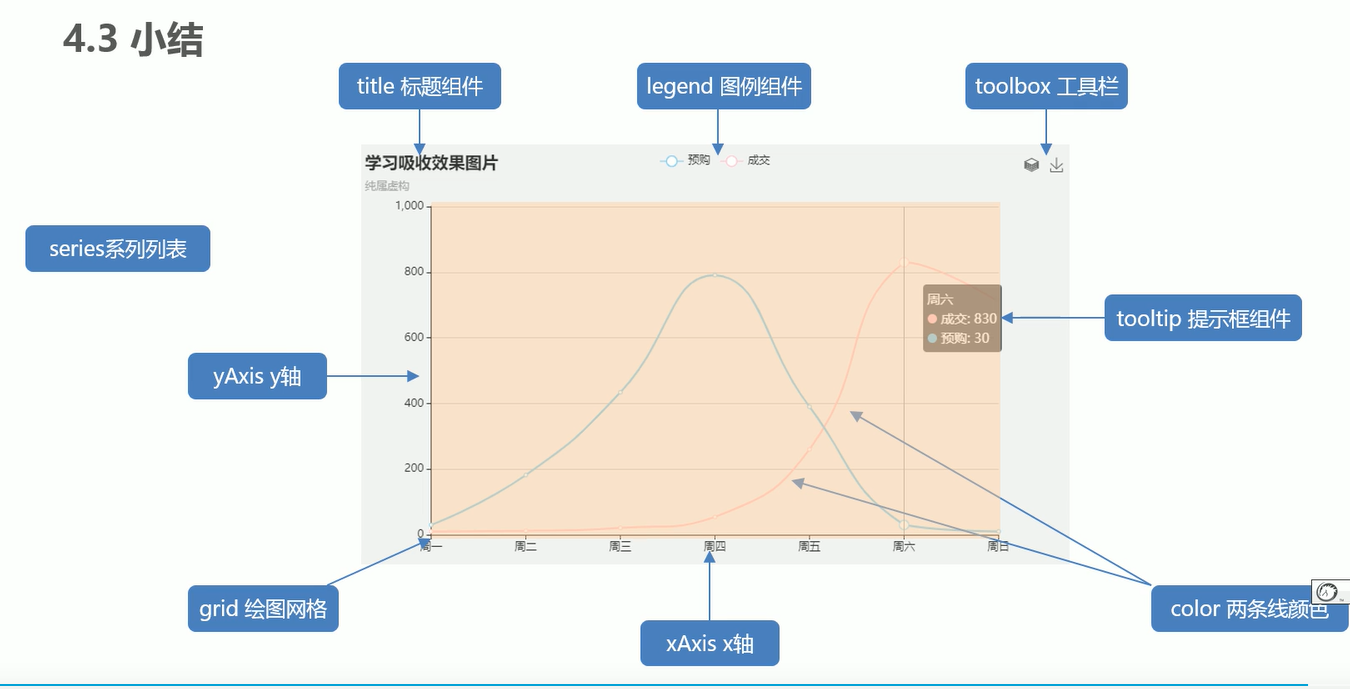 4.3 小结
title 标题组件
legend 图例组件
toolbox 工具栏
学习吸收效果图片
预购
成交
纯属虚构
1,000
series系列列表
800
周六
成交: 830
预购: 30
tooltip 提示框组件
600
yAxis y轴
400
200
0
周一
周二
周三
周四
周五
周六
周日
grid 绘图网格
color 两条线颜色
xAxis x轴